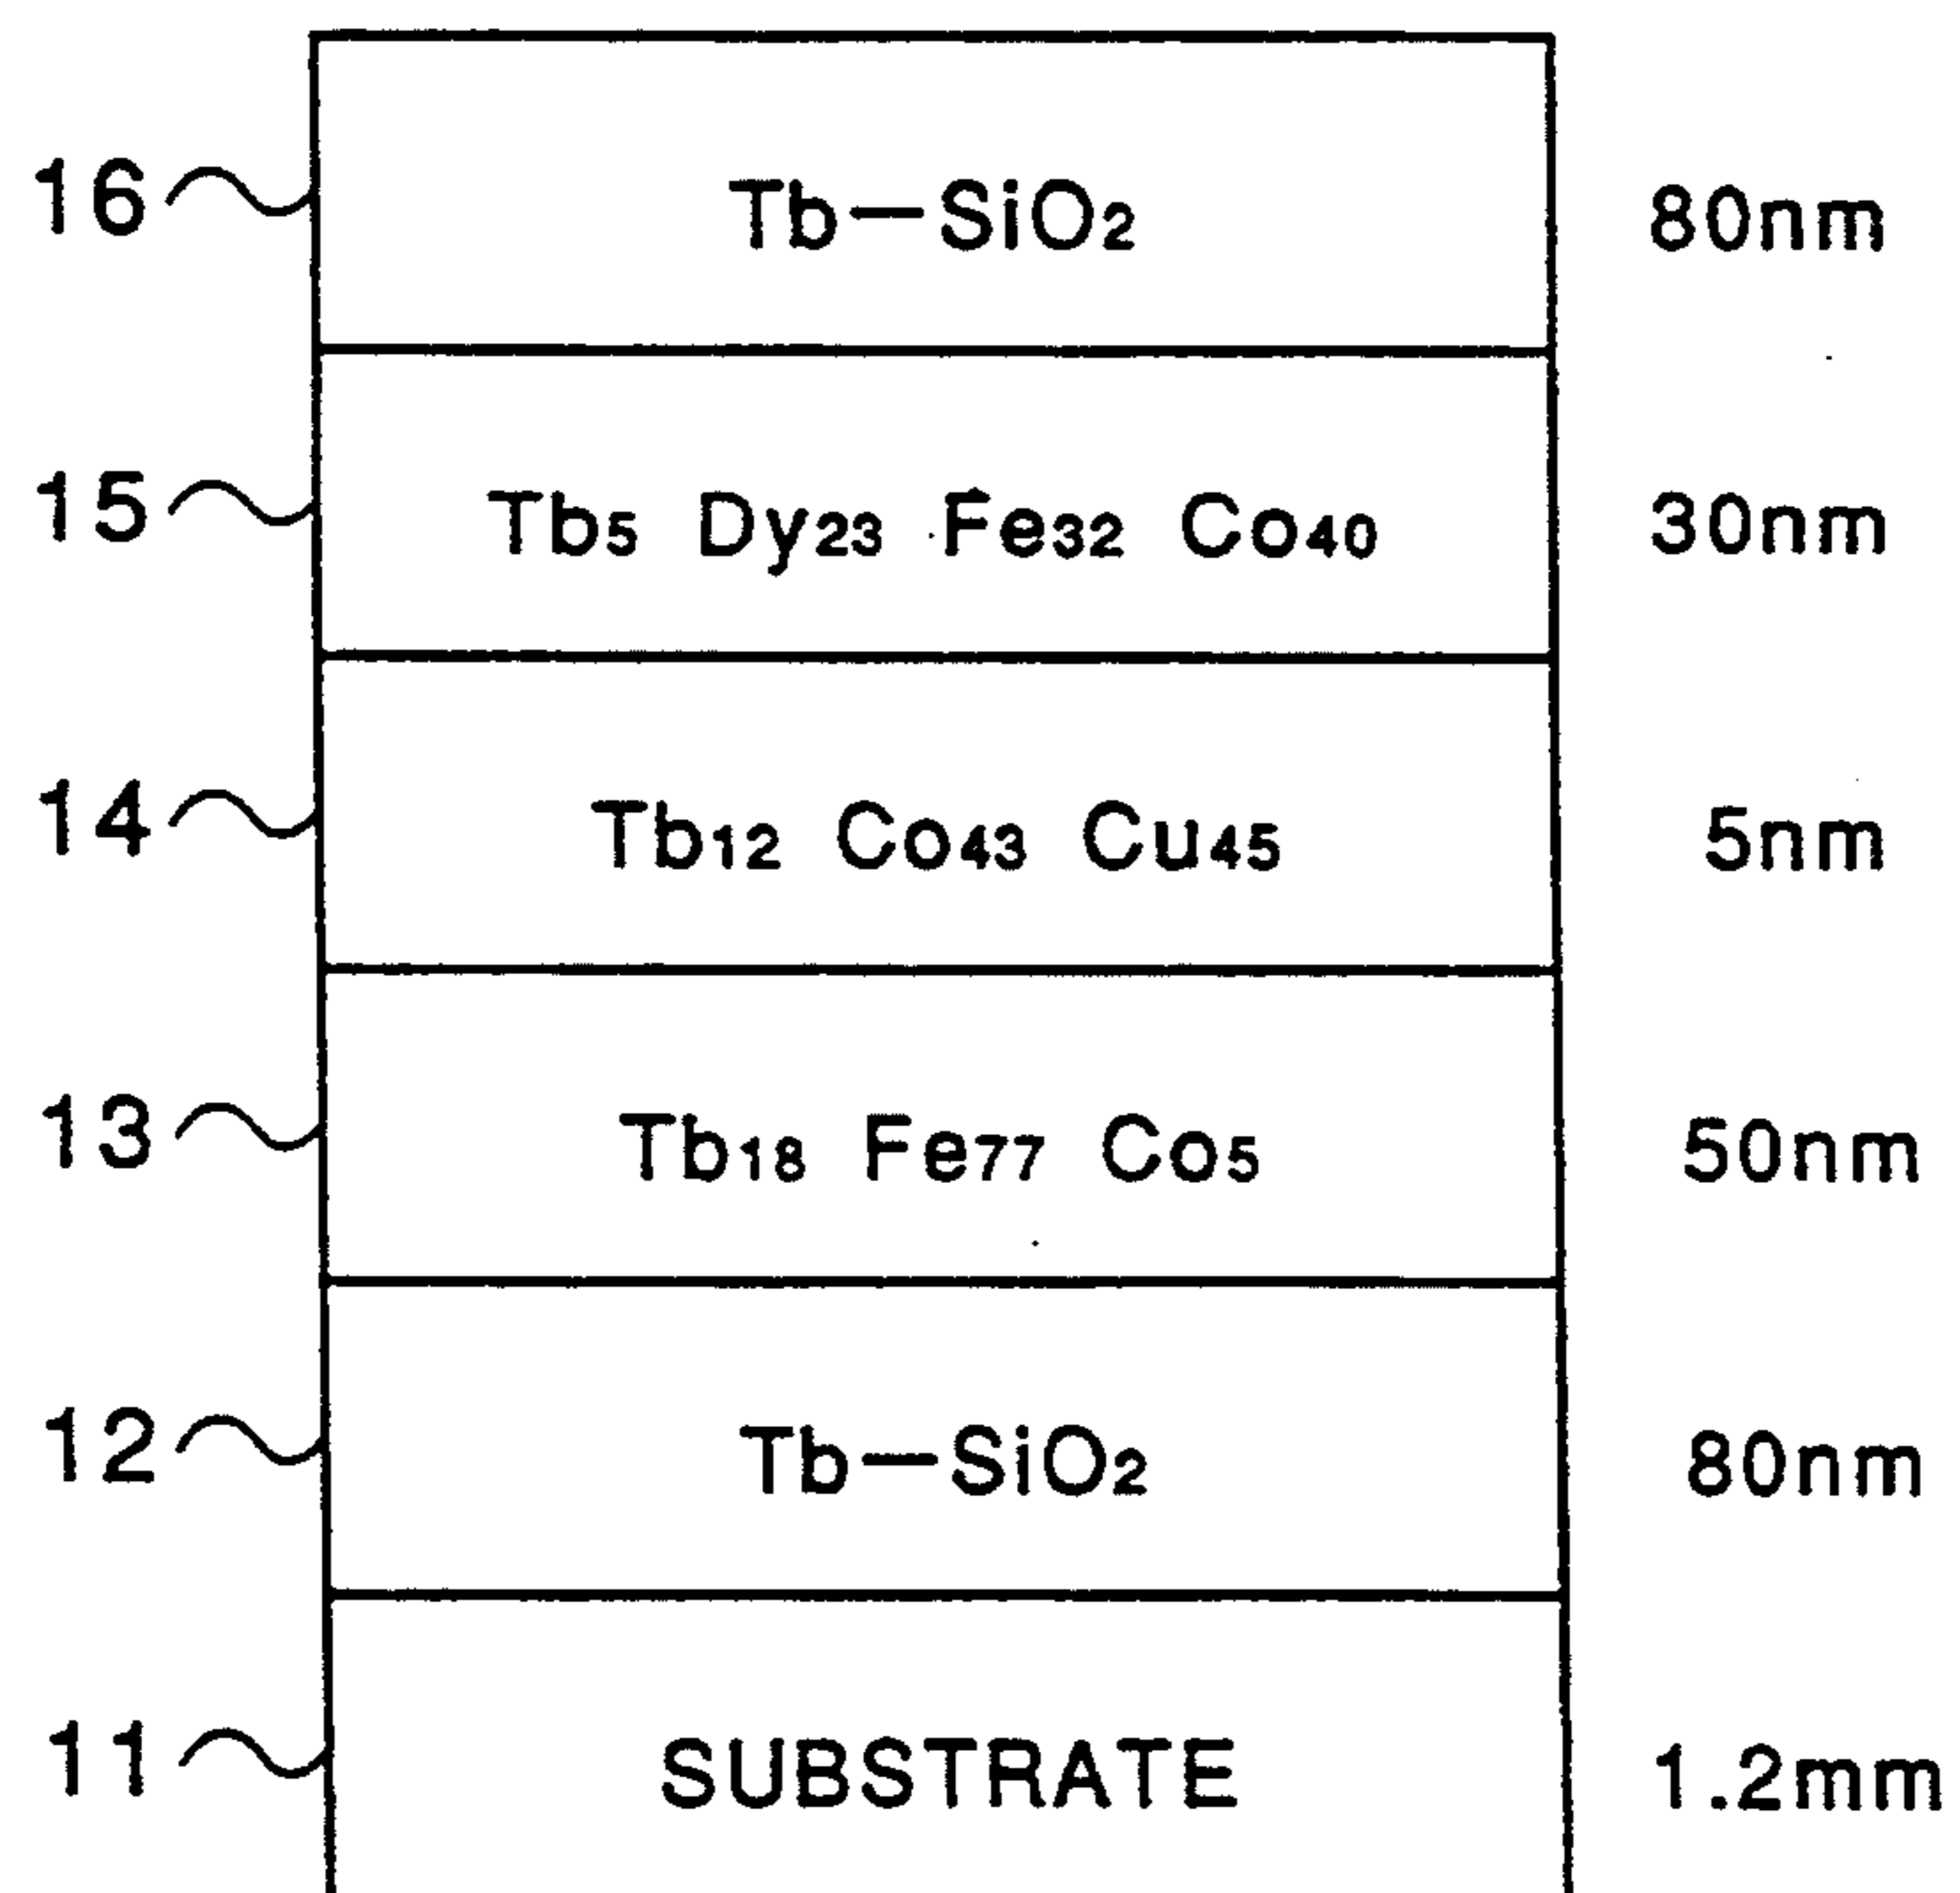 16 Tb—SiO₂ 80nm
15 Tb₅ Dy₂₃ Fe₃₂ Co₄₀ 30nm
14 Tb₁₂ Co₄₃ Cu₄₅ 5nm
13 Tb₁₈ Fe₇₇ Co₅ 50nm
12 Tb—SiO₂ 80nm
11 SUBSTRATE 1.2mm